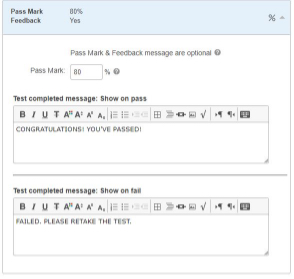 Pass Mark 80%
Feedback Yes
%
Pass Mark & Feedback message are optional
Pass Mark: 80 %
Test completed message: Show on pass
B I U T
CONGRATULATIONS! YOU'VE PASSED!
Test completed message: Show on fail
B I U T
FAILED. PLEASE RETAKE THE TEST.